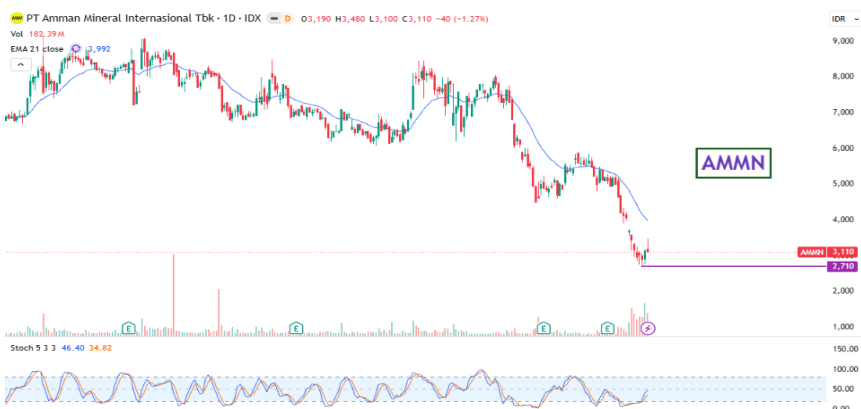 PT Amman Mineral Internasional Tbk · 1D · IDX D O3,190 H3,480 L3,100 C3,110 −40 (−1.27%) IDR
Vol 182.39 M
EMA 21 close 3,992
9,000
8,000
7,000
6,000
AMMN
5,000
4,000
AMMN 3,110
2,710
2,000
1,000
E E E E
Stoch 5 3 3 46.40 34.82
150.00
100.00
50.00
0.00